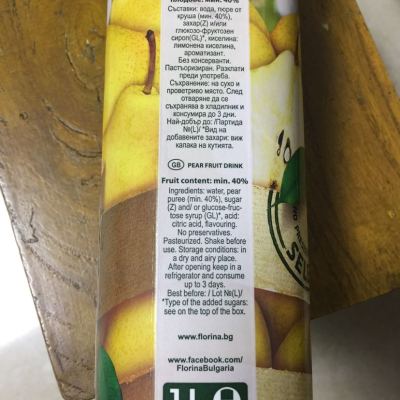 плодове: мин. 40%
Съставки: вода, пюре от
круша (мин. 40%),
захар(Z) и/или
глюкозо-фруктозен
сироп(GL)*, киселина:
лимонена киселина,
ароматизант.
Без консерванти.
Пастьоризиран. Разклати
преди употреба.
Съхранение: на сухо и
проветриво място. След
отваряне да се
съхранява в хладилник и
консумира до 3 дни.
Най-добър до: /Партида
№(L)/ *Вид на
добавените захари: виж
капака на кутията.
GB PEAR FRUIT DRINK
Fruit content: min. 40%
Ingredients: water, pear
puree (min. 40%), sugar
(Z) and/ or glucose-fruc-
tose syrup (GL)*, acid:
citric acid, flavouring.
No preservatives.
Pasteurized. Shake before
use. Storage conditions: in
a dry and airy place.
After opening keep in a
refrigerator and consume
up to 3 days.
Best before: / Lot №(L)/
*Type of the added sugars:
see on the top of the box.
www.florina.bg
www.facebook.com/
FlorinaBulgaria